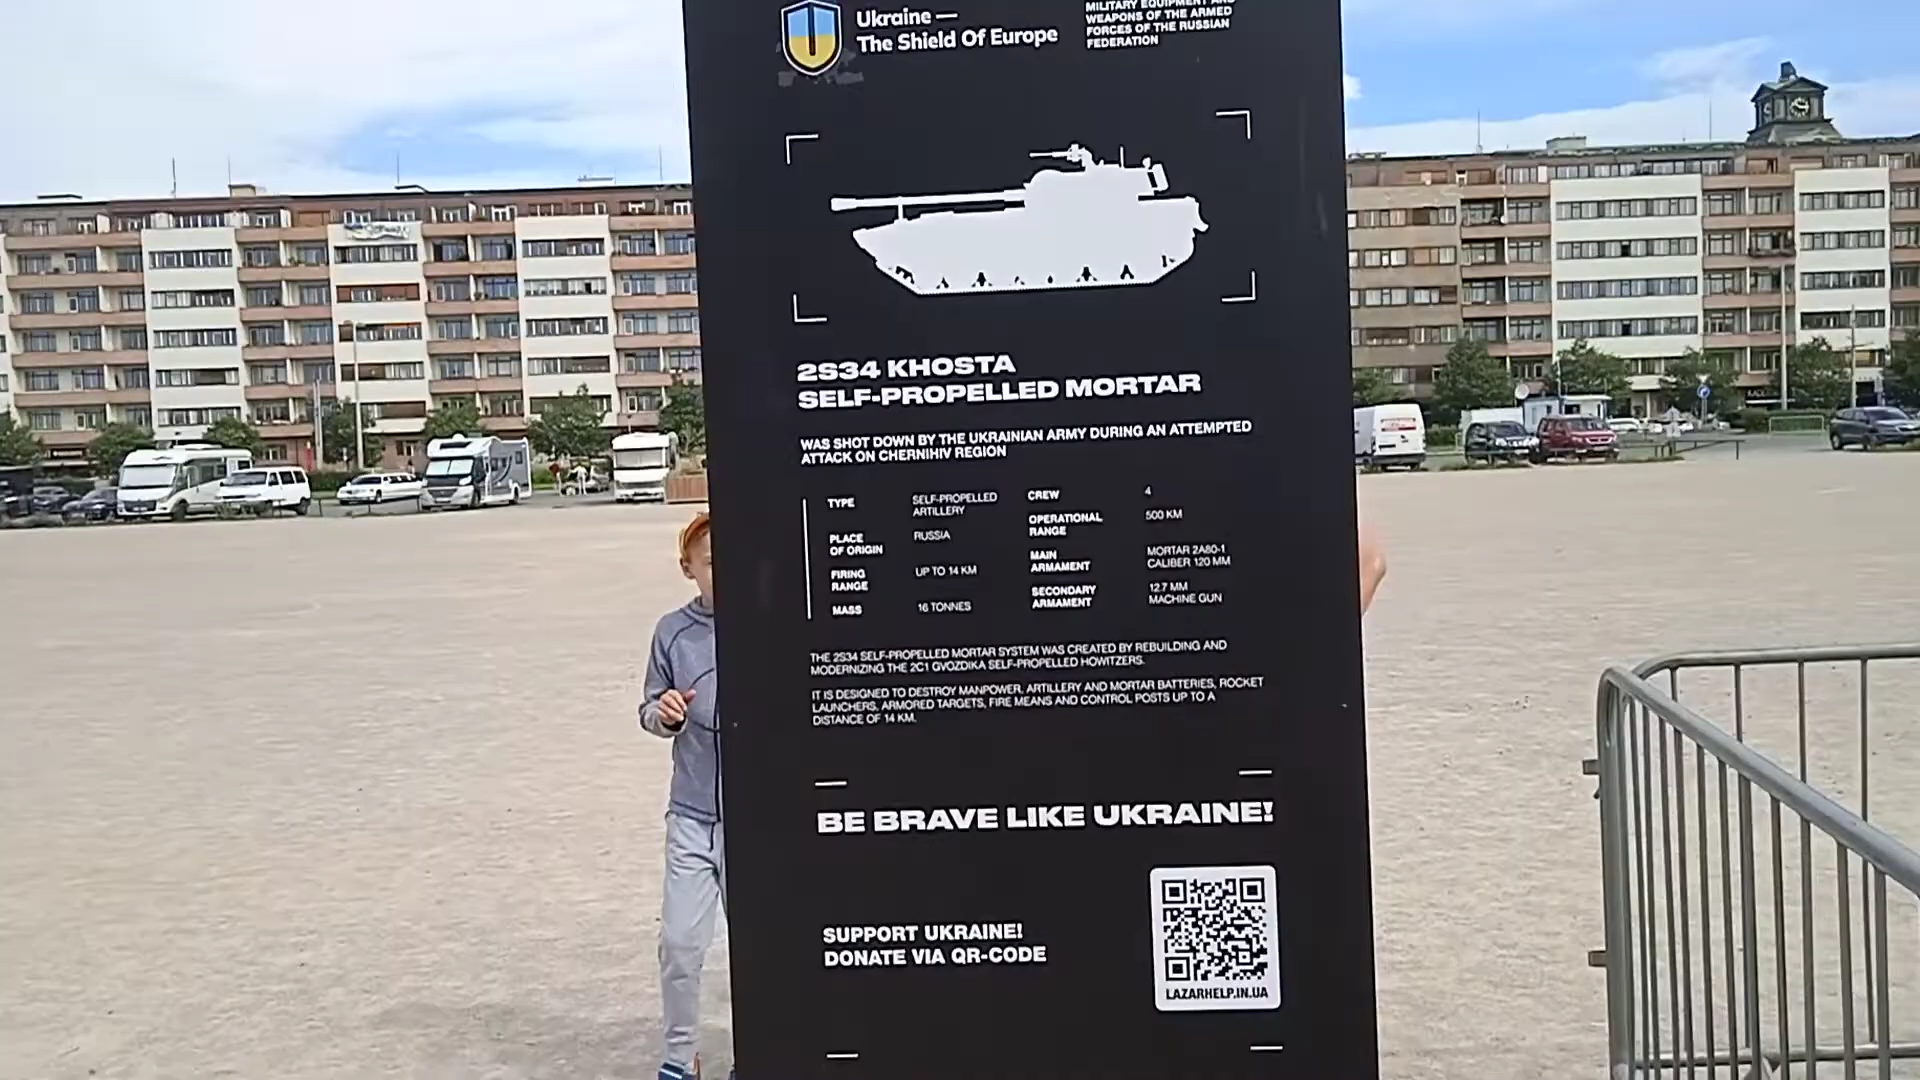 Ukraine —
The Shield Of Europe
MILITARY EQUIPMENT AND
WEAPONS OF THE ARMED
FORCES OF THE RUSSIAN
FEDERATION
2S34 KHOSTA
SELF-PROPELLED MORTAR
WAS SHOT DOWN BY THE UKRAINIAN ARMY DURING AN ATTEMPTED
ATTACK ON CHERNIHIV REGION
TYPE
SELF-PROPELLED
ARTILLERY
PLACE
OF ORIGIN
RUSSIA
FIRING
RANGE
UP TO 14 KM
MASS
16 TONNES
CREW
4
OPERATIONAL
RANGE
500 KM
MAIN
ARMAMENT
MORTAR 2A80-1
CALIBER 120 MM
SECONDARY
ARMAMENT
12.7 MM
MACHINE GUN
THE 2S34 SELF-PROPELLED MORTAR SYSTEM WAS CREATED BY REBUILDING AND
MODERNIZING THE 2C1 GVOZDIKA SELF-PROPELLED HOWITZERS.
IT IS DESIGNED TO DESTROY MANPOWER, ARTILLERY AND MORTAR BATTERIES, ROCKET
LAUNCHERS, ARMORED TARGETS, FIRE MEANS AND CONTROL POSTS UP TO A
DISTANCE OF 14 KM.
BE BRAVE LIKE UKRAINE!
SUPPORT UKRAINE!
DONATE VIA QR-CODE
LAZARHELP.IN.UA